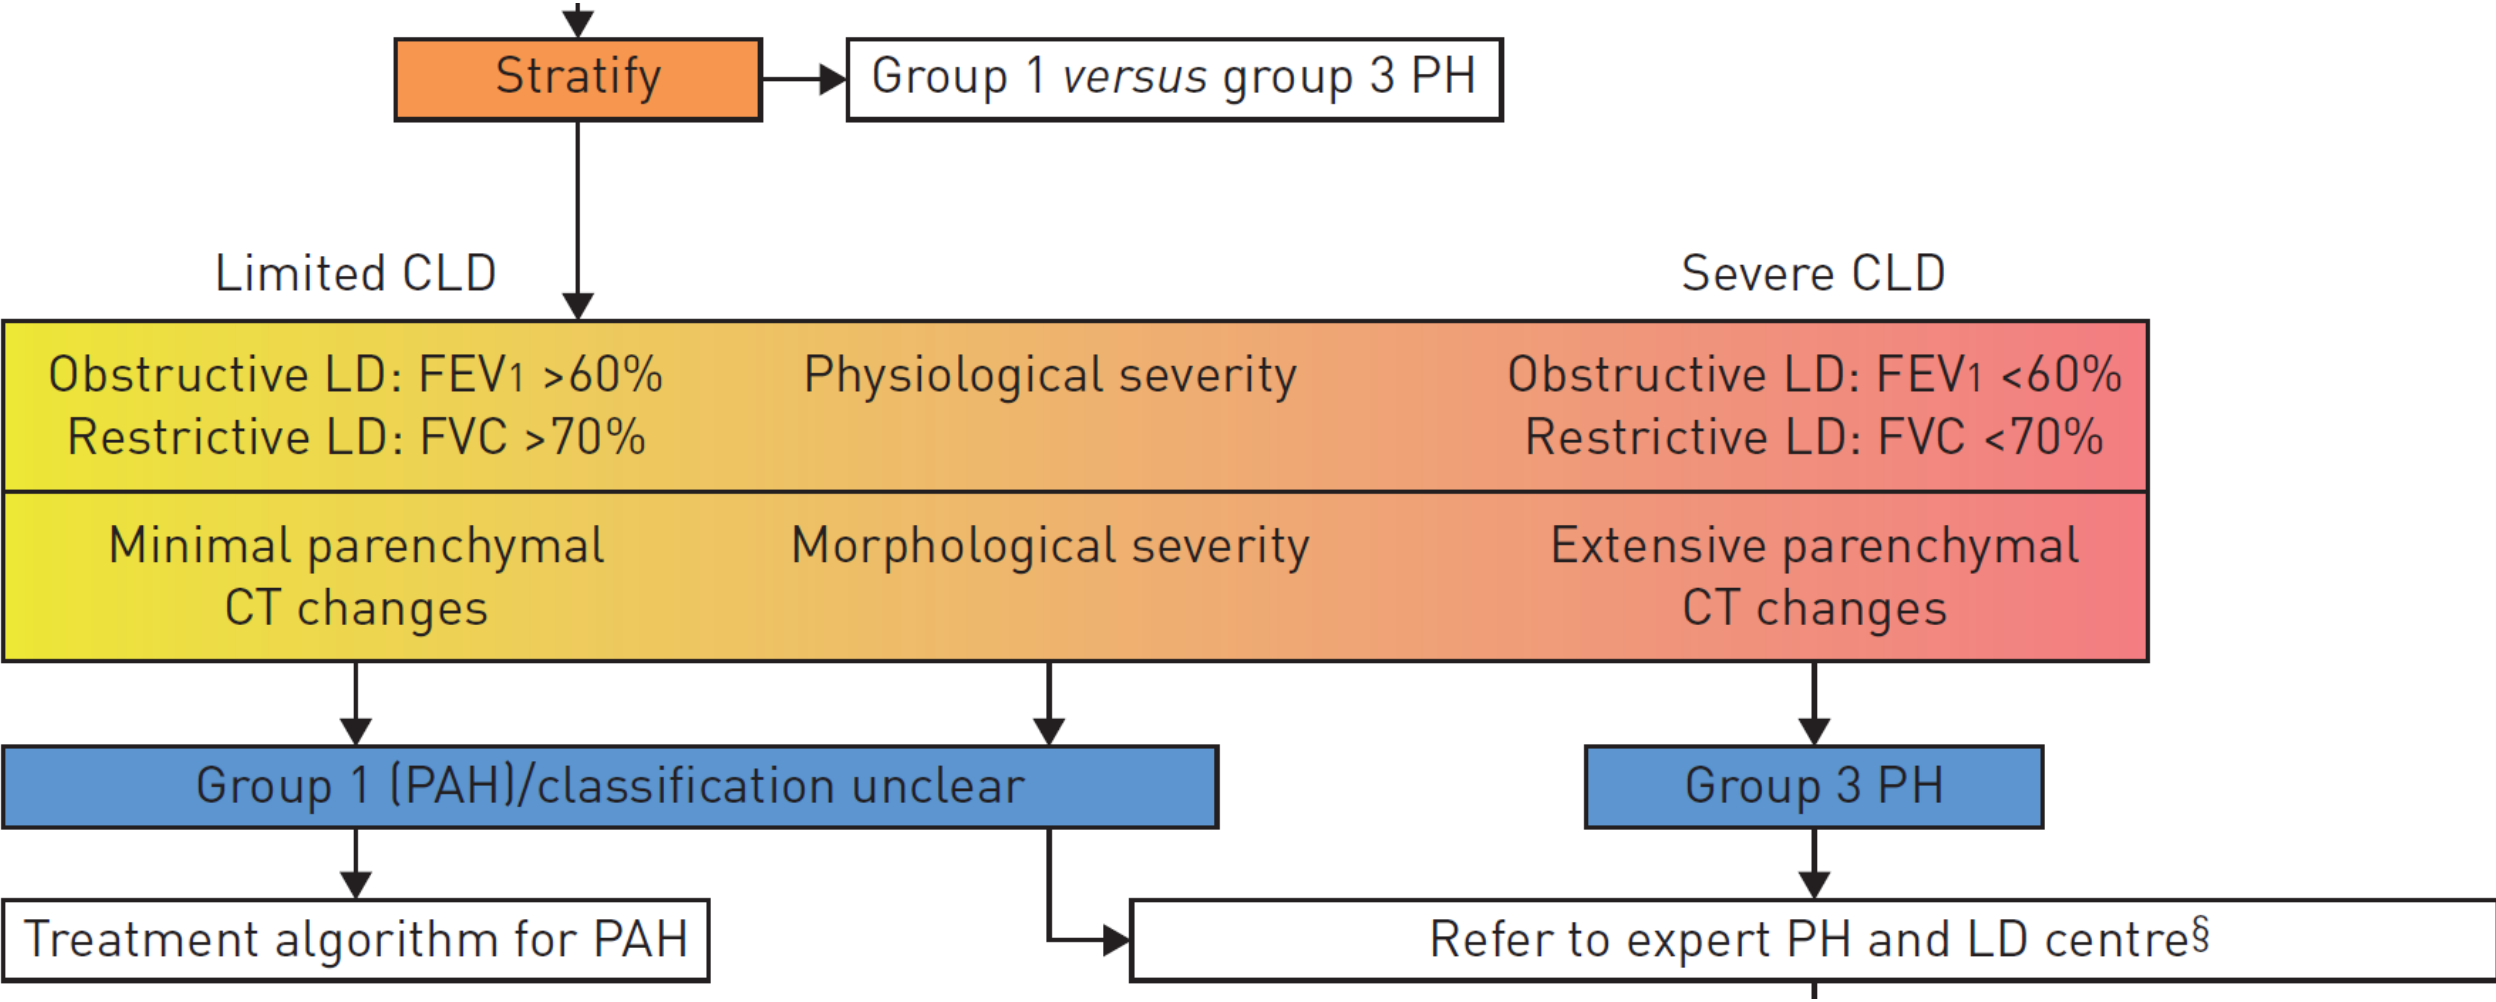 Stratify
Group 1 versus group 3 PH
Limited CLD
Severe CLD
Obstructive LD: FEV1 >60%
Restrictive LD: FVC >70%
Physiological severity
Obstructive LD: FEV1 <60%
Restrictive LD: FVC <70%
Minimal parenchymal
CT changes
Morphological severity
Extensive parenchymal
CT changes
Group 1 (PAH)/classification unclear
Group 3 PH
Treatment algorithm for PAH
Refer to expert PH and LD centre§